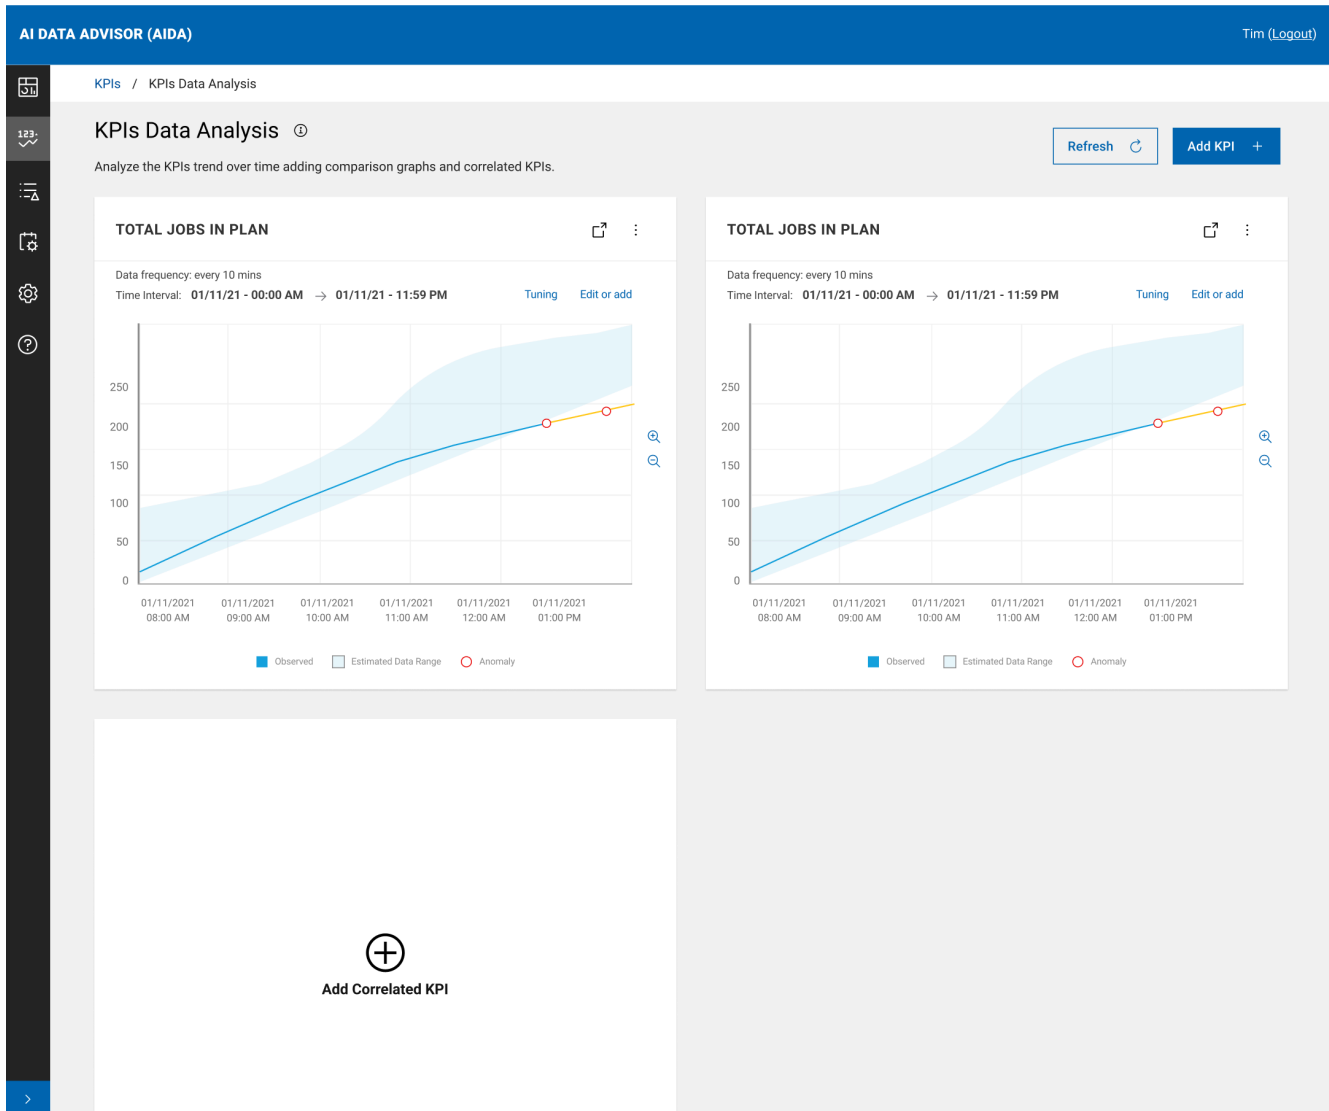 AI DATA ADVISOR (AIDA)
Tim (Logout)
KPIs / KPIs Data Analysis
KPIs Data Analysis
Analyze the KPIs trend over time adding comparison graphs and correlated KPIs.
Refresh
Add KPI +
TOTAL JOBS IN PLAN
Data frequency: every 10 mins
Time Interval: 01/11/21 - 00:00 AM → 01/11/21 - 11:59 PM
Tuning
Edit or add
250
200
150
100
50
0
01/11/2021 01/11/2021 01/11/2021 01/11/2021 01/11/2021 01/11/2021
08:00 AM 09:00 AM 10:00 AM 11:00 AM 12:00 AM 01:00 PM
Observed Estimated Data Range Anomaly
TOTAL JOBS IN PLAN
Data frequency: every 10 mins
Time Interval: 01/11/21 - 00:00 AM → 01/11/21 - 11:59 PM
Tuning
Edit or add
250
200
150
100
50
0
01/11/2021 01/11/2021 01/11/2021 01/11/2021 01/11/2021 01/11/2021
08:00 AM 09:00 AM 10:00 AM 11:00 AM 12:00 AM 01:00 PM
Observed Estimated Data Range Anomaly
Add Correlated KPI
123